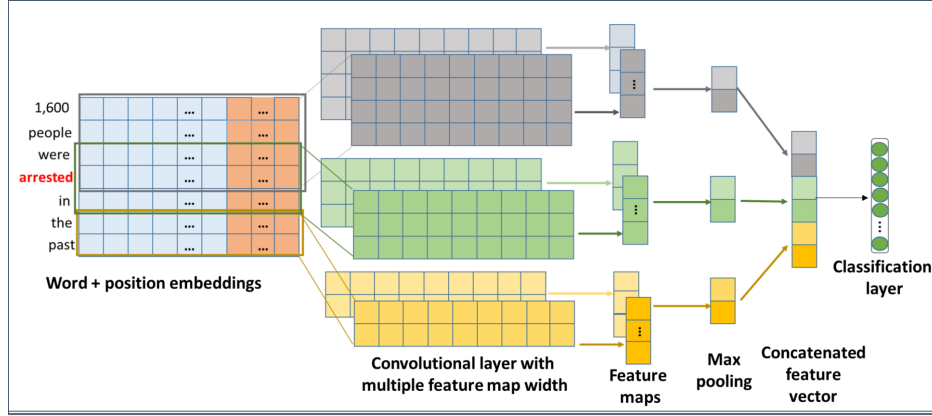 1,600
people
were
arrested
in
the
past
... ...
... ...
... ...
... ...
... ...
... ...
Word + position embeddings
Convolutional layer with
multiple feature map width
...
...
...
Feature
maps
Max
pooling
Concatenated
feature
vector
...
Classification
layer